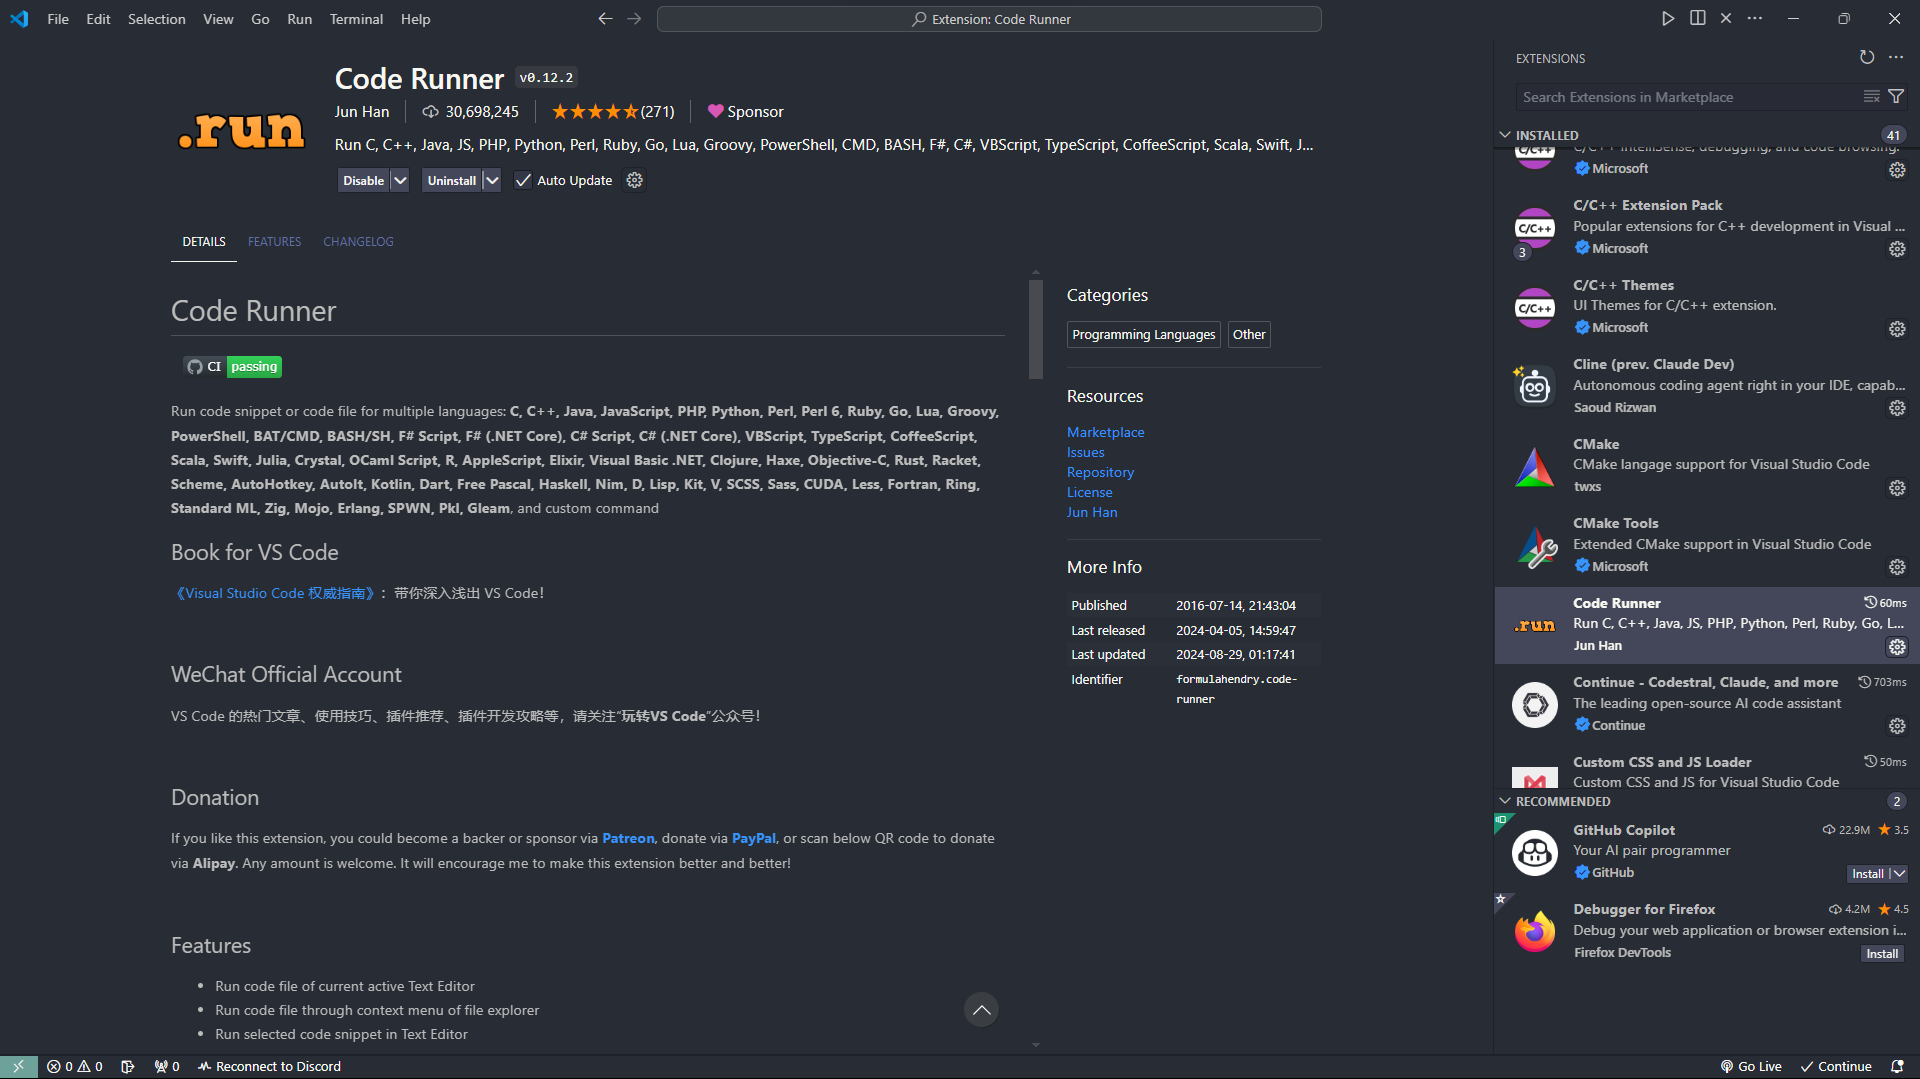 File Edit Selection View Go Run Terminal Help
Extension: Code Runner
.run
Code Runner v0.12.2
Jun Han 30,698,245 (271) Sponsor
Run C, C++, Java, JS, PHP, Python, Perl, Ruby, Go, Lua, Groovy, PowerShell, CMD, BASH, F#, C#, VBScript, TypeScript, CoffeeScript, Scala, Swift, J...
Disable Uninstall Auto Update
DETAILS FEATURES CHANGELOG
Code Runner
CI passing
Run code snippet or code file for multiple languages: C, C++, Java, JavaScript, PHP, Python, Perl, Perl 6, Ruby, Go, Lua, Groovy,
PowerShell, BAT/CMD, BASH/SH, F# Script, F# (.NET Core), C# Script, C# (.NET Core), VBScript, TypeScript, CoffeeScript,
Scala, Swift, Julia, Crystal, OCaml Script, R, AppleScript, Elixir, Visual Basic .NET, Clojure, Haxe, Objective-C, Rust, Racket,
Scheme, AutoHotkey, AutoIt, Kotlin, Dart, Free Pascal, Haskell, Nim, D, Lisp, Kit, V, SCSS, Sass, CUDA, Less, Fortran, Ring,
Standard ML, Zig, Mojo, Erlang, SPWN, Pkl, Gleam, and custom command
Book for VS Code
《Visual Studio Code 权威指南》：带你深入浅出 VS Code！
WeChat Official Account
VS Code 的热门文章、使用技巧、插件推荐、插件开发攻略等，请关注“玩转VS Code”公众号！
Donation
If you like this extension, you could become a backer or sponsor via Patreon, donate via PayPal, or scan below QR code to donate
via Alipay. Any amount is welcome. It will encourage me to make this extension better and better!
Features
Run code file of current active Text Editor
Run code file through context menu of file explorer
Run selected code snippet in Text Editor
Categories
Programming Languages Other
Resources
Marketplace
Issues
Repository
License
Jun Han
More Info
Published 2016-07-14, 21:43:04
Last released 2024-04-05, 14:59:47
Last updated 2024-08-29, 01:17:41
Identifier formulahendry.code-
runner
EXTENSIONS
Search Extensions in Marketplace
INSTALLED 41
C/C++
C/C++ IntelliSense, debugging, and code browsing.
Microsoft
C/C++ Extension Pack
C/C++
Popular extensions for C++ development in Visual ...
3 Microsoft
C/C++ Themes
C/C++
UI Themes for C/C++ extension.
Microsoft
Cline (prev. Claude Dev)
Autonomous coding agent right in your IDE, capab...
Saoud Rizwan
CMake
CMake langage support for Visual Studio Code
twxs
CMake Tools
Extended CMake support in Visual Studio Code
Microsoft
Code Runner 60ms
.run
Run C, C++, Java, JS, PHP, Python, Perl, Ruby, Go, L...
Jun Han
Continue - Codestral, Claude, and more 703ms
The leading open-source AI code assistant
Continue
Custom CSS and JS Loader 50ms
Custom CSS and JS for Visual Studio Code
RECOMMENDED 2
GitHub Copilot 22.9M 3.5
Your AI pair programmer
GitHub Install
Debugger for Firefox 4.2M 4.5
Debug your web application or browser extension i...
Firefox DevTools Install
0 0 0 Reconnect to Discord
Go Live Continue